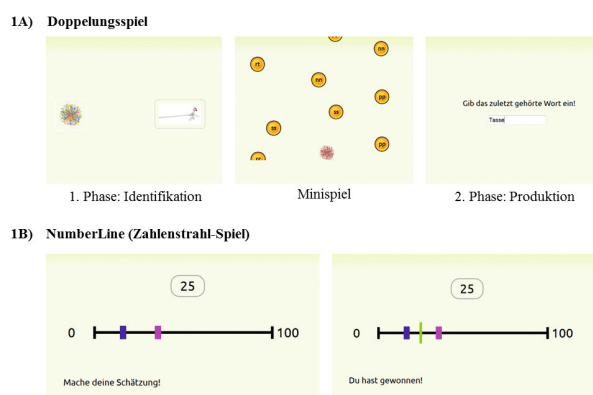 1A) Doppelungsspiel
nn
rt
nn
pp
ss
ss
pp
Gib das zuletzt gehörte Wort ein!
Tasse
1. Phase: Identifikation
Minispiel
2. Phase: Produktion
1B) NumberLine (Zahlenstrahl-Spiel)
25
0
100
Mache deine Schätzung!
25
0
100
Du hast gewonnen!